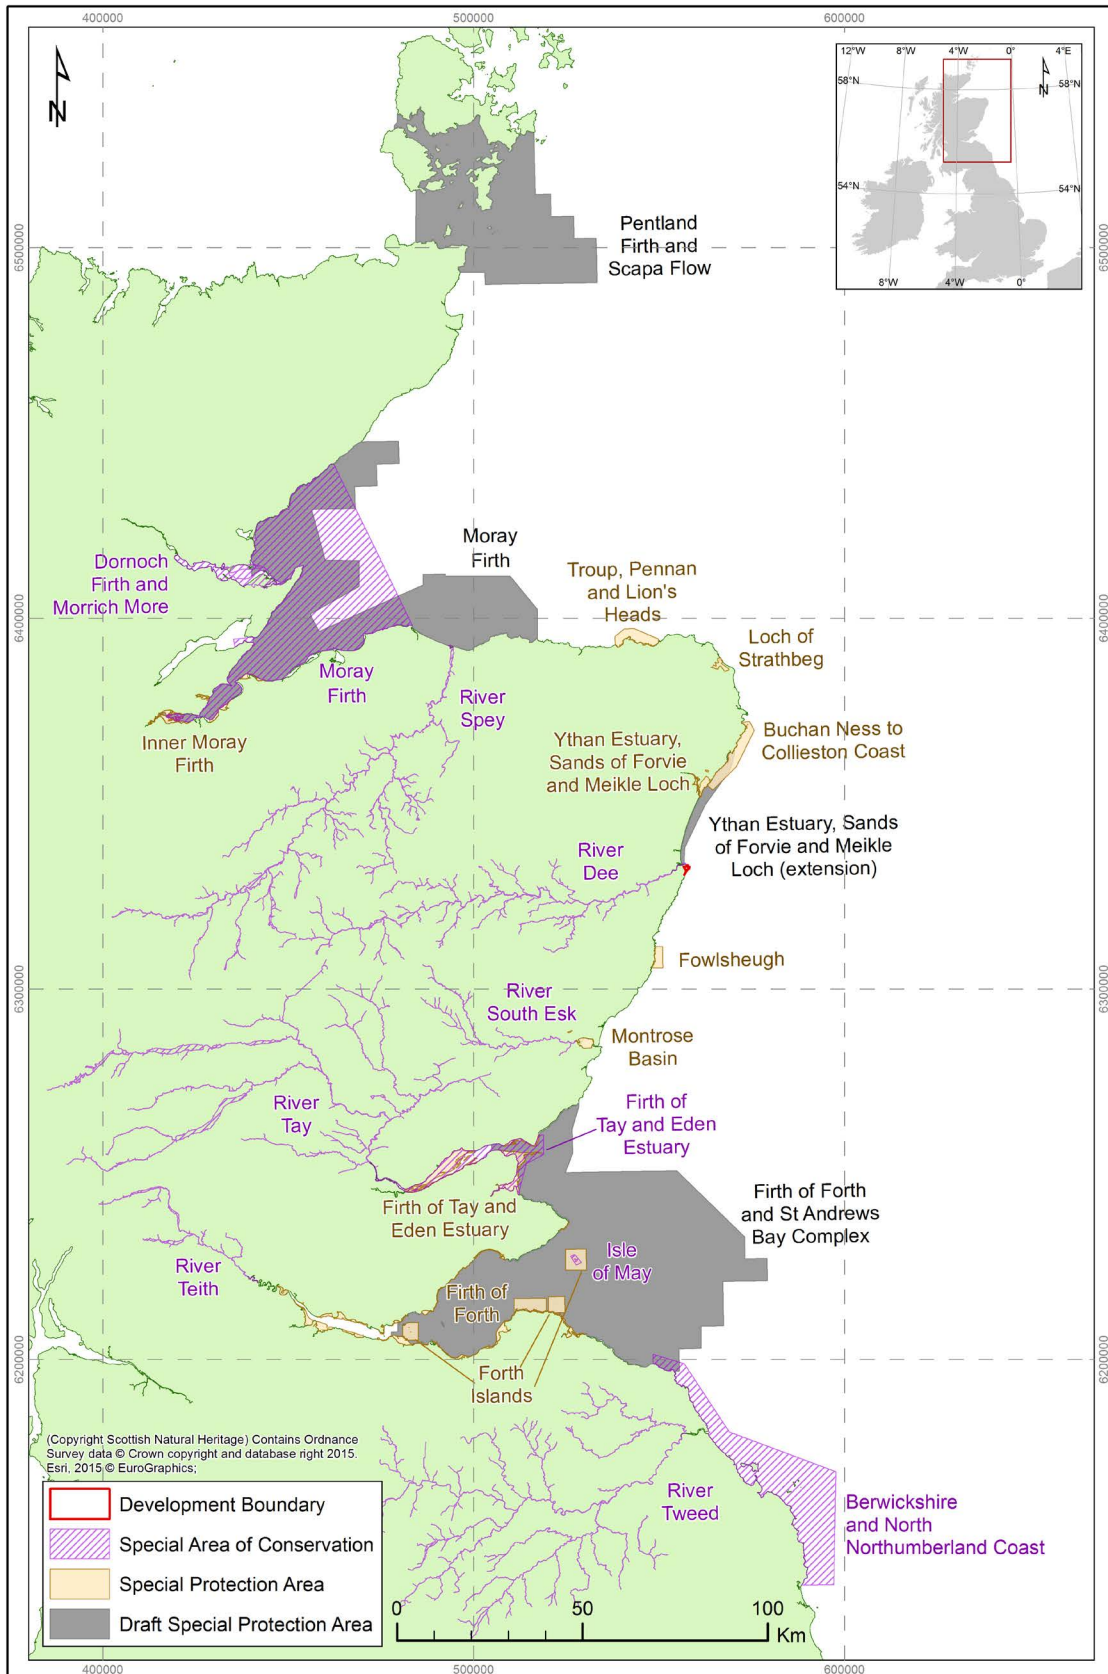 400000
500000
600000
12°W
8°W
4°W
0°
4°E
58°N
58°N
N
N
54°N
54°N
8°W
4°W
0°
6500000
6500000
Pentland
Firth and
Scapa Flow
Moray
Firth
Dornoch
Firth and
Morrich More
Troup, Pennan
and Lion's
Heads
6400000
6400000
Loch of
Strathbeg
Moray
Firth
River
Spey
Inner Moray
Firth
Ythan Estuary,
Sands of Forvie
and Meikle Loch
Buchan Ness to
Collieston Coast
Ythan Estuary, Sands
of Forvie and Meikle
Loch (extension)
River
Dee
Fowlsheugh
6300000
6300000
River
South Esk
Montrose
Basin
River
Tay
Firth of
Tay and Eden
Estuary
Firth of Tay and
Eden Estuary
Firth of Forth
and St Andrews
Bay Complex
Isle
of May
River
Teith
Firth of
Forth
6200000
6200000
Forth
Islands
River
Tweed
Berwickshire
and North
Northumberland Coast
(Copyright Scottish Natural Heritage) Contains Ordnance
Survey data © Crown copyright and database right 2015.
Esri, 2015 © EuroGraphics;
Development Boundary
Special Area of Conservation
Special Protection Area
Draft Special Protection Area
0
50
100
Km
400000
500000
600000